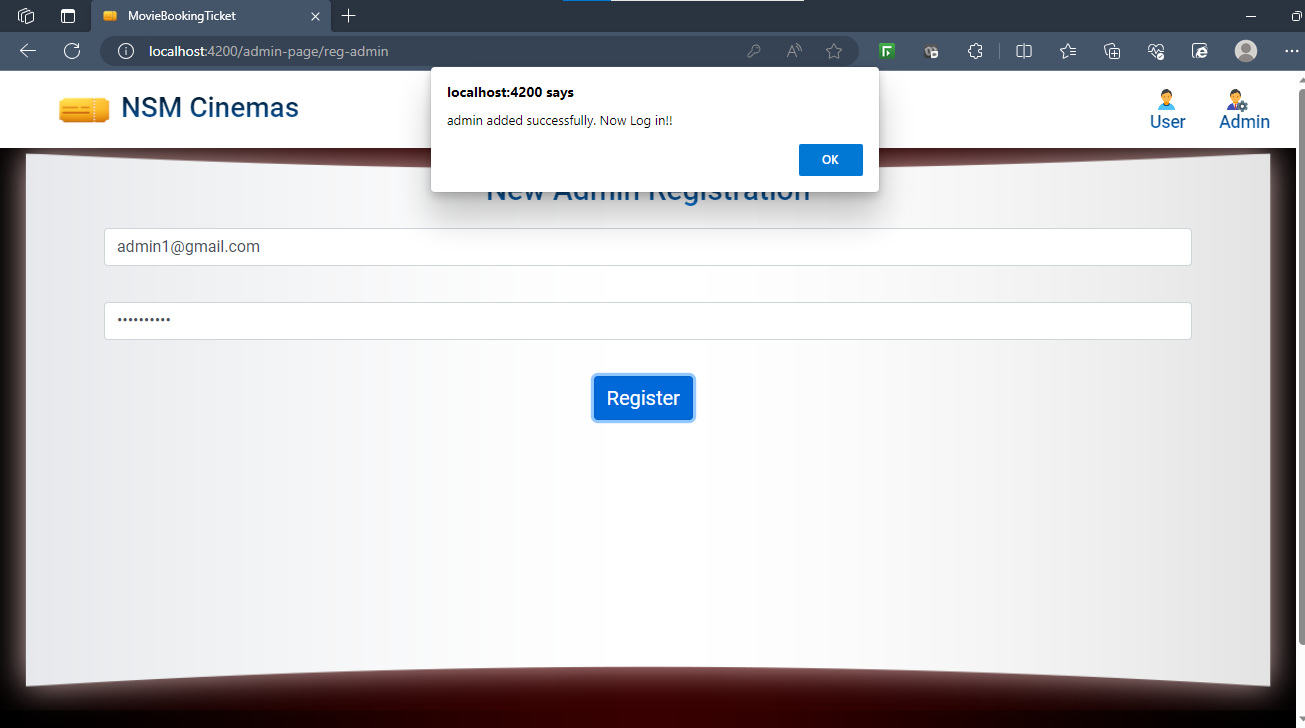 MovieBookingTicket
localhost:4200/admin-page/reg-admin
localhost:4200 says
admin added successfully. Now Log in!!
OK
NSM Cinemas
User
Admin
New Admin Registration
admin1@gmail.com
••••••••••
Register